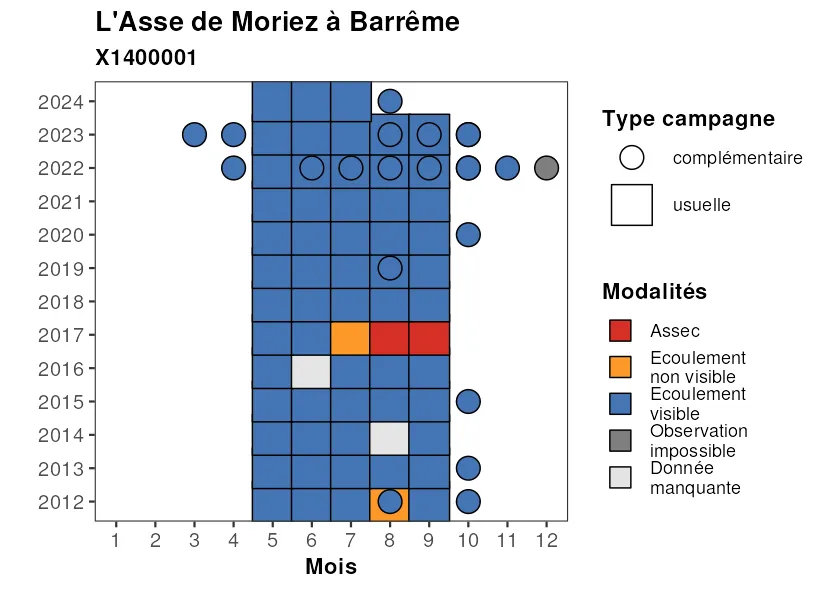 L'Asse de Moriez à Barrême
X1400001
2024
2023
2022
2021
2020
2019
2018
2017
2016
2015
2014
2013
2012
1 2 3 4 5 6 7 8 9 10 11 12
Mois
Type campagne
complémentaire
usuelle
Modalités
Assec
Ecoulement
non visible
Ecoulement
visible
Observation
impossible
Donnée
manquante